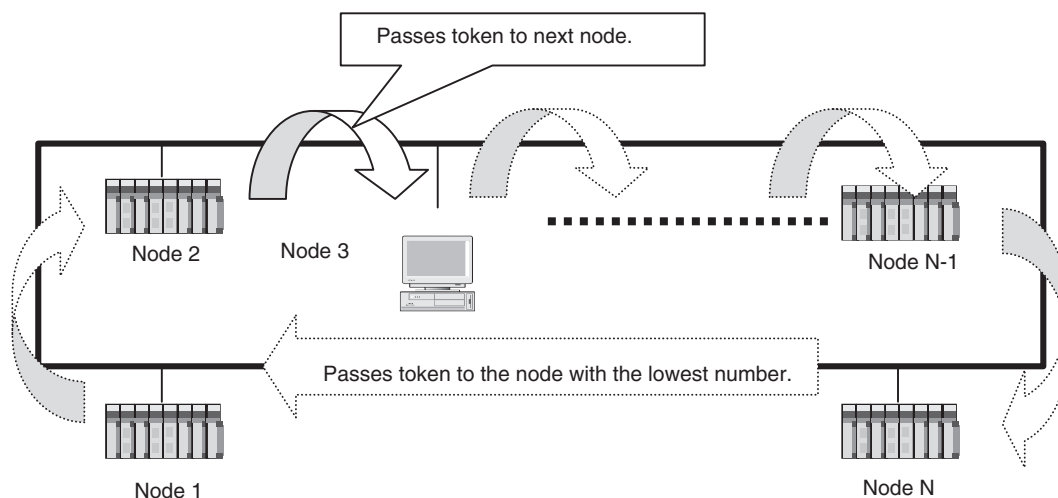 Passes token to next node.
Node 2
Node 3
Node N-1
Passes token to the node with the lowest number.
Node 1
Node N